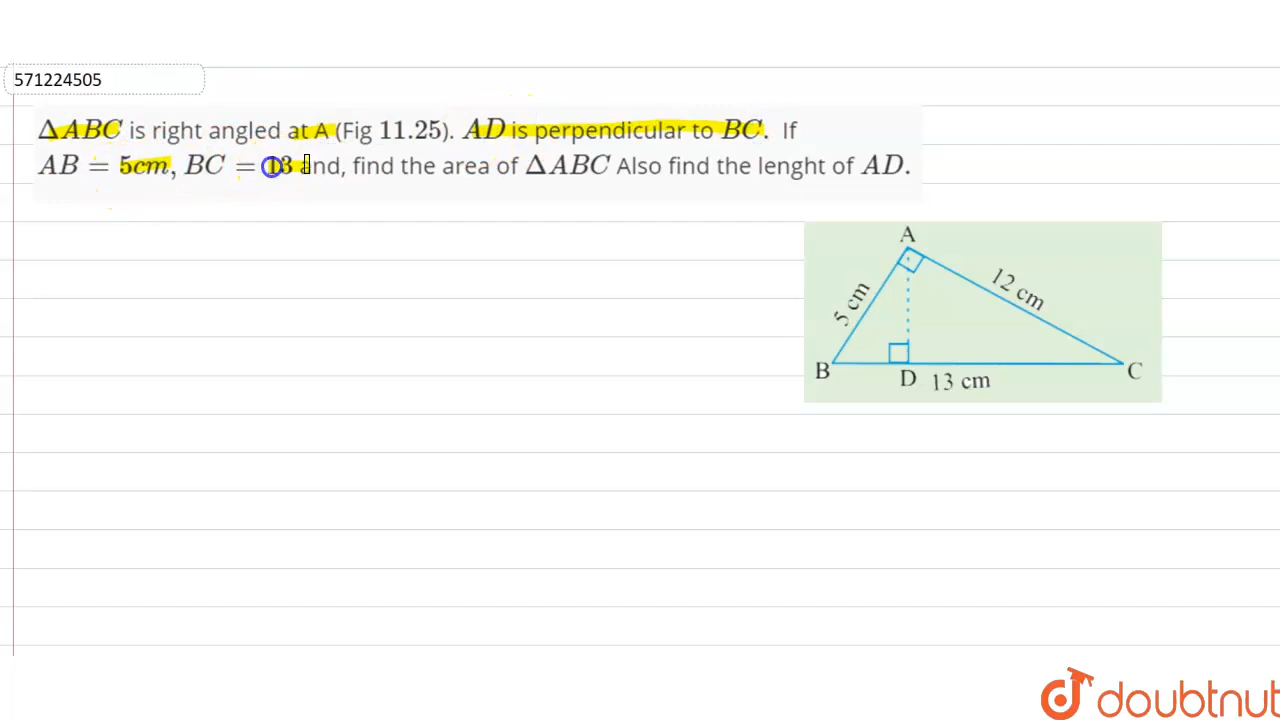 571224505
ΔABC is right angled at A (Fig 11.25). AD is perpendicular to BC. If
AB = 5cm, BC = 13 and, find the area of ΔABC Also find the lenght of AD.
A
5 cm
12 cm
B
D
13 cm
C
doubtnut